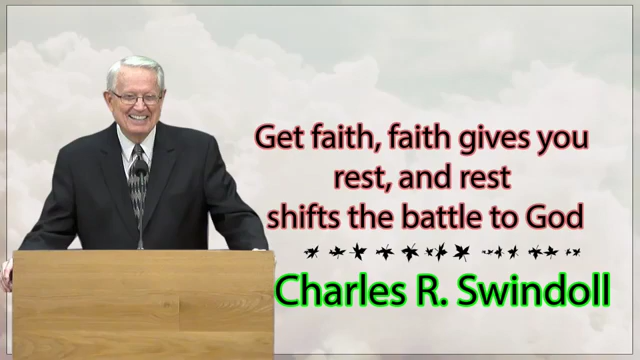 Get faith, faith gives you
rest, and rest
shifts the battle to God
Charles R. Swindoll